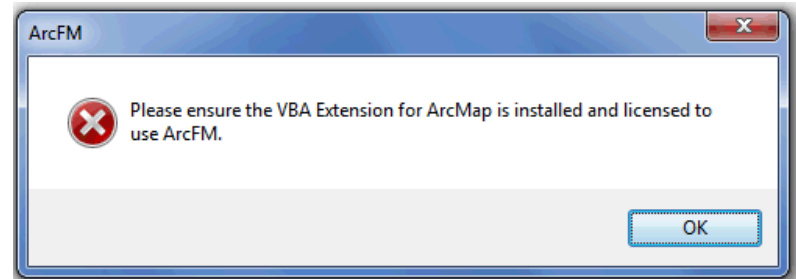 ArcFM
Please ensure the VBA Extension for ArcMap is installed and licensed to
use ArcFM.
OK